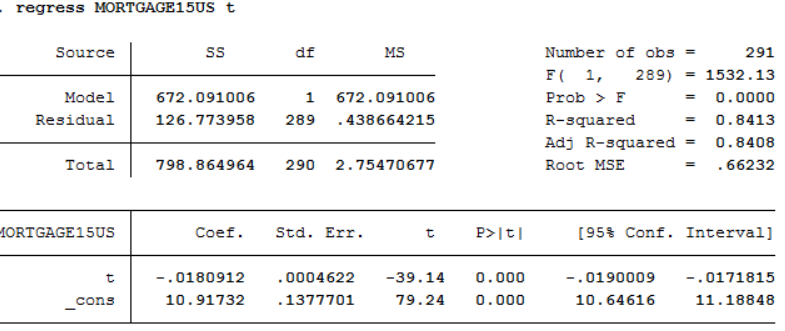 . regress MORTGAGE15US t
Source SS df MS Number of obs = 291
F( 1, 289) = 1532.13
Model 672.091006 1 672.091006 Prob > F = 0.0000
Residual 126.773958 289 .438664215 R-squared = 0.8413
Adj R-squared = 0.8408
Total 798.864964 290 2.75470677 Root MSE = .66232
MORTGAGE15US Coef. Std. Err. t P>|t| [95% Conf. Interval]
t -.0180912 .0004622 -39.14 0.000 -.0190009 -.0171815
_cons 10.91732 .1377701 79.24 0.000 10.64616 11.18848